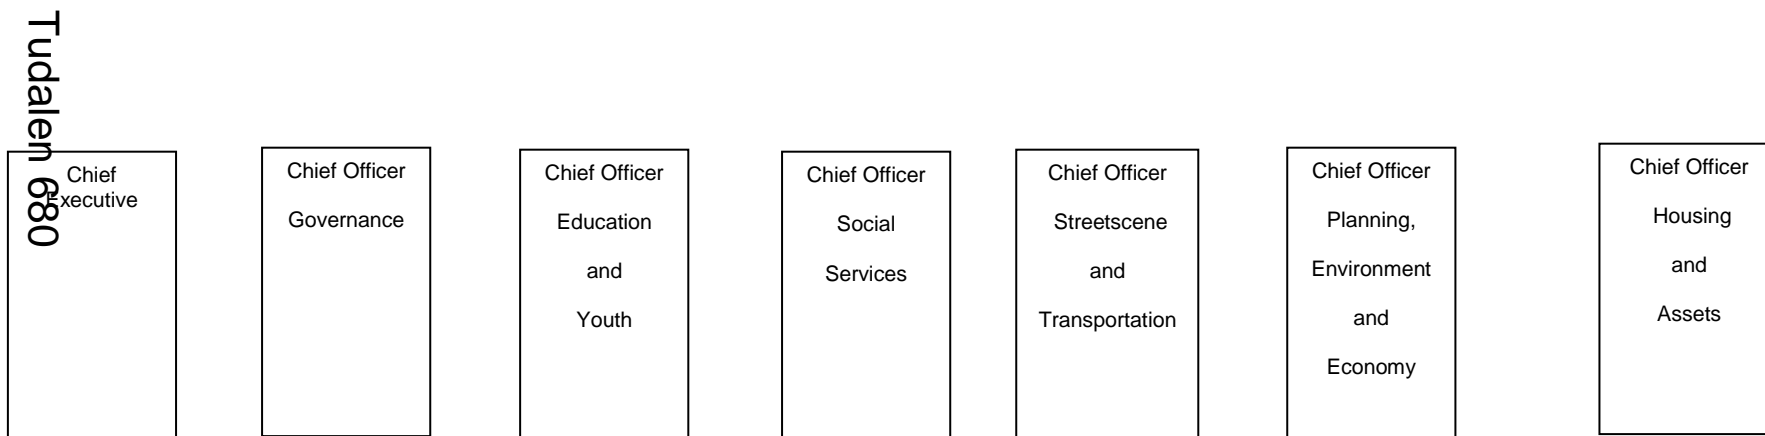 Tudalen 680
Chief
Executive
Chief Officer
Governance
Chief Officer
Education
and
Youth
Chief Officer
Social
Services
Chief Officer
Streetscene
and
Transportation
Chief Officer
Planning,
Environment
and
Economy
Chief Officer
Housing
and
Assets